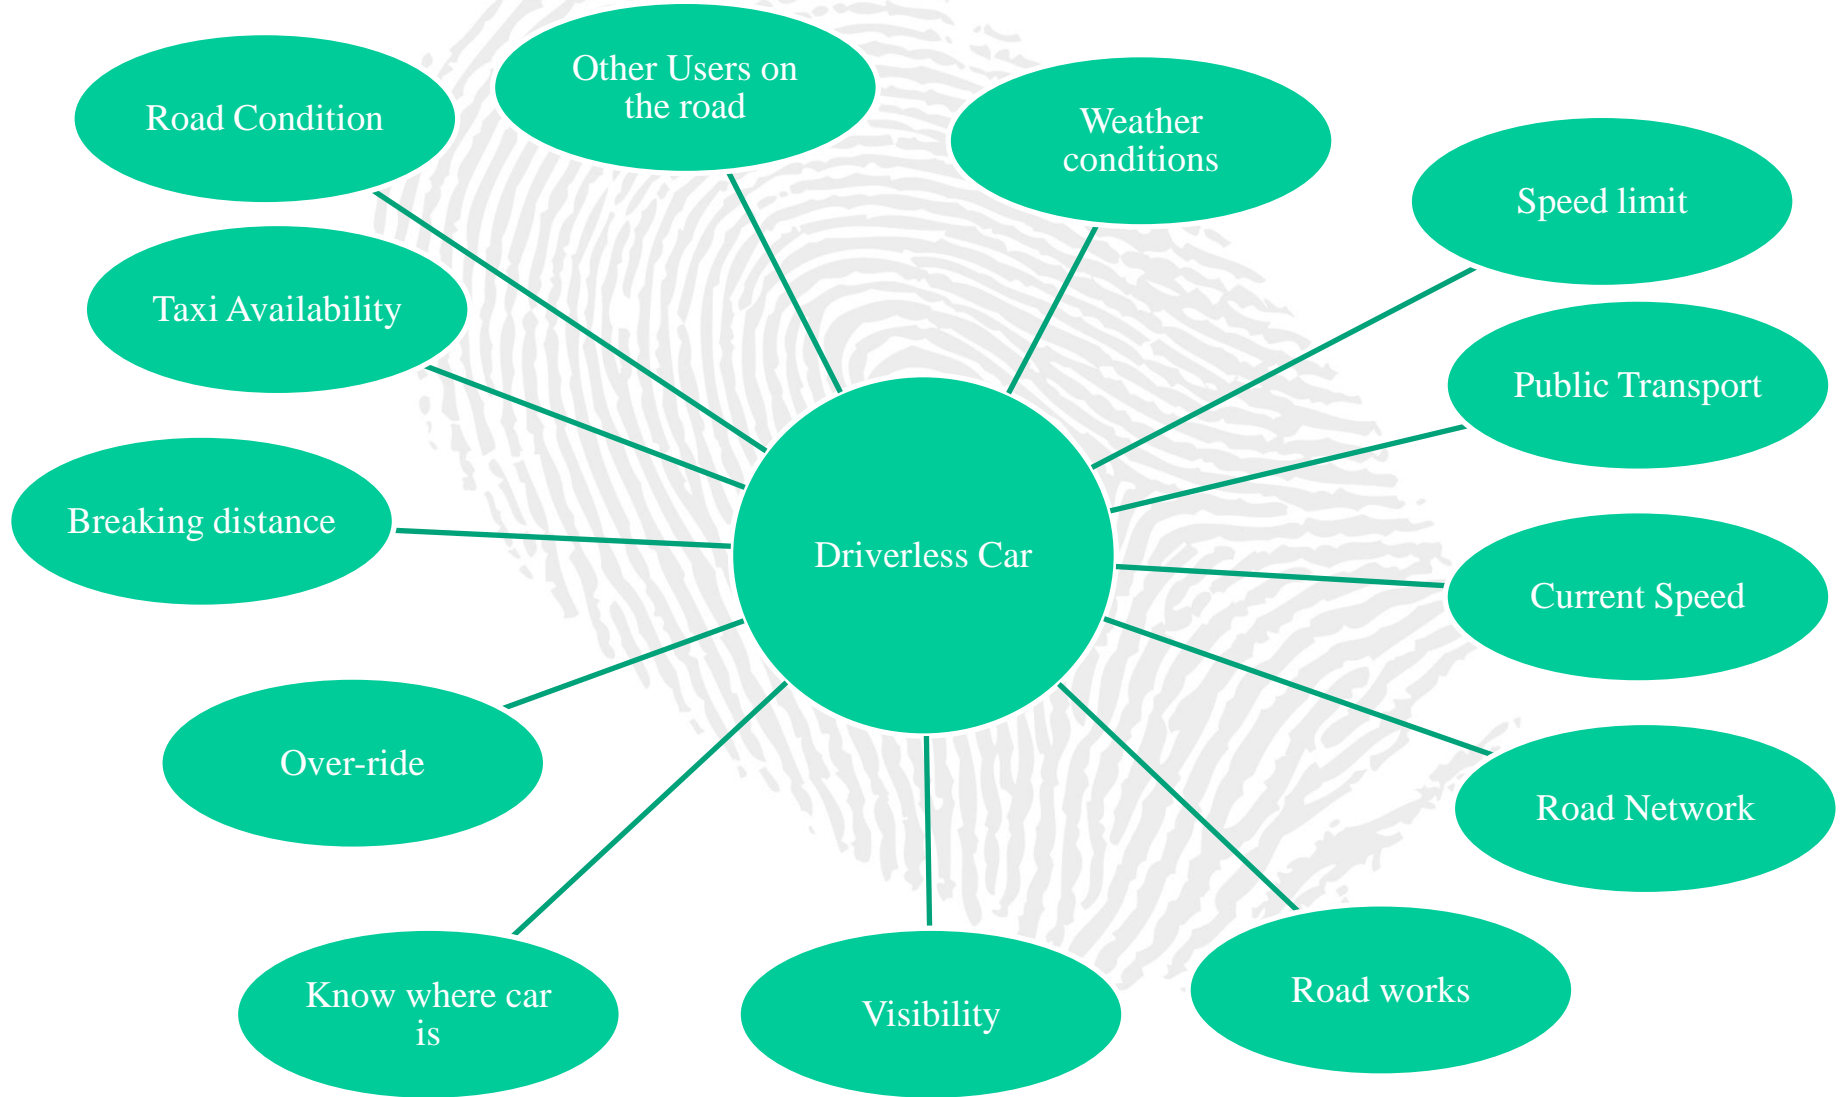 Other Users on
the road
Road Condition
Weather
conditions
Speed limit
Taxi Availability
Public Transport
Breaking distance
Driverless Car
Current Speed
Over-ride
Road Network
Know where car
is
Visibility
Road works